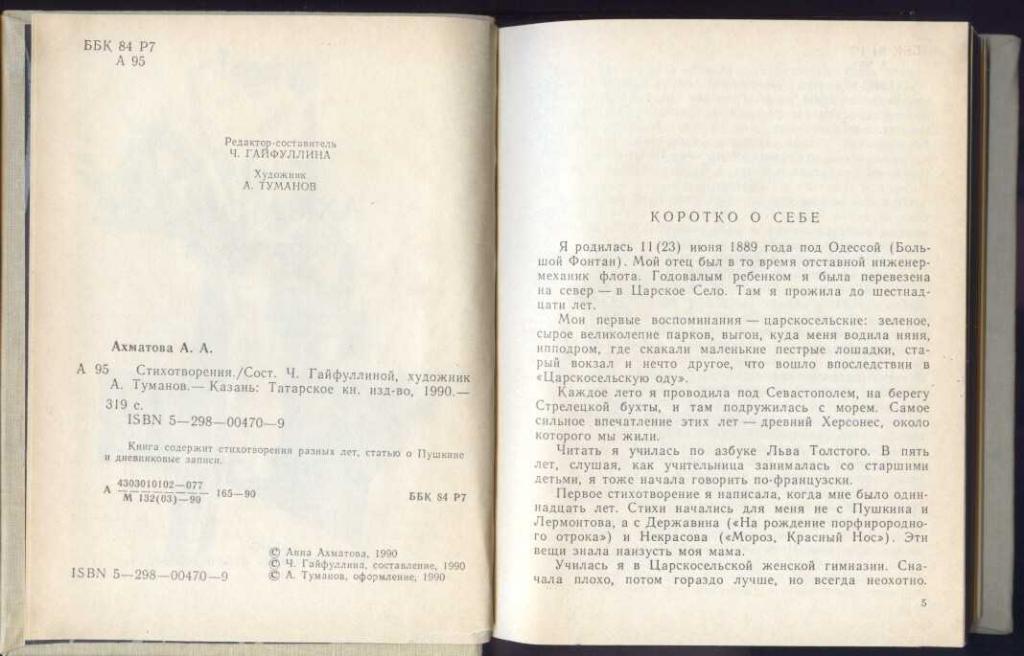 ББК 84 Р7
А 95
Редактор-составитель
Ч. ГАЙФУЛЛИНА
Художник
А. ТУМАНОВ
Ахматова А. А.
А 95 Стихотворения./Сост. Ч. Гайфуллиной, художник
А. Туманов.— Казань: Татарское кн. изд-во, 1990.—
319 с.
ISBN 5—298—00470—9
Книга содержит стихотворения разных лет, статью о Пушкине
и дневниковые записи.
А 4303010102—077
М 132(03)—90 165—90
ББК 84 Р7
© Анна Ахматова, 1990
© Ч. Гайфуллина, составление, 1990
ISBN 5—298—00470—9 © А. Туманов, оформление, 1990
КОРОТКО О СЕБЕ
Я родилась 11(23) июня 1889 года под Одессой (Боль-
шой Фонтан). Мой отец был в то время отставной инженер-
механик флота. Годовалым ребенком я была перевезена
на север — в Царское Село. Там я прожила до шестнад-
цати лет.
Мои первые воспоминания — царскосельские: зеленое,
сырое великолепие парков, выгон, куда меня водила няня,
ипподром, где скакали маленькие пестрые лошадки, ста-
рый вокзал и нечто другое, что вошло впоследствии в
«Царскосельскую оду».
Каждое лето я проводила под Севастополем, на берегу
Стрелецкой бухты, и там подружилась с морем. Самое
сильное впечатление этих лет — древний Херсонес, около
которого мы жили.
Читать я училась по азбуке Льва Толстого. В пять
лет, слушая, как учительница занималась со старшими
детьми, я тоже начала говорить по-французски.
Первое стихотворение я написала, когда мне было один-
надцать лет. Стихи начались для меня не с Пушкина и
Лермонтова, а с Державина («На рождение порфирородно-
го отрока») и Некрасова («Мороз, Красный Нос»). Эти
вещи знала наизусть моя мама.
Училась я в Царскосельской женской гимназии. Сна-
чала плохо, потом гораздо лучше, но всегда неохотно.
5